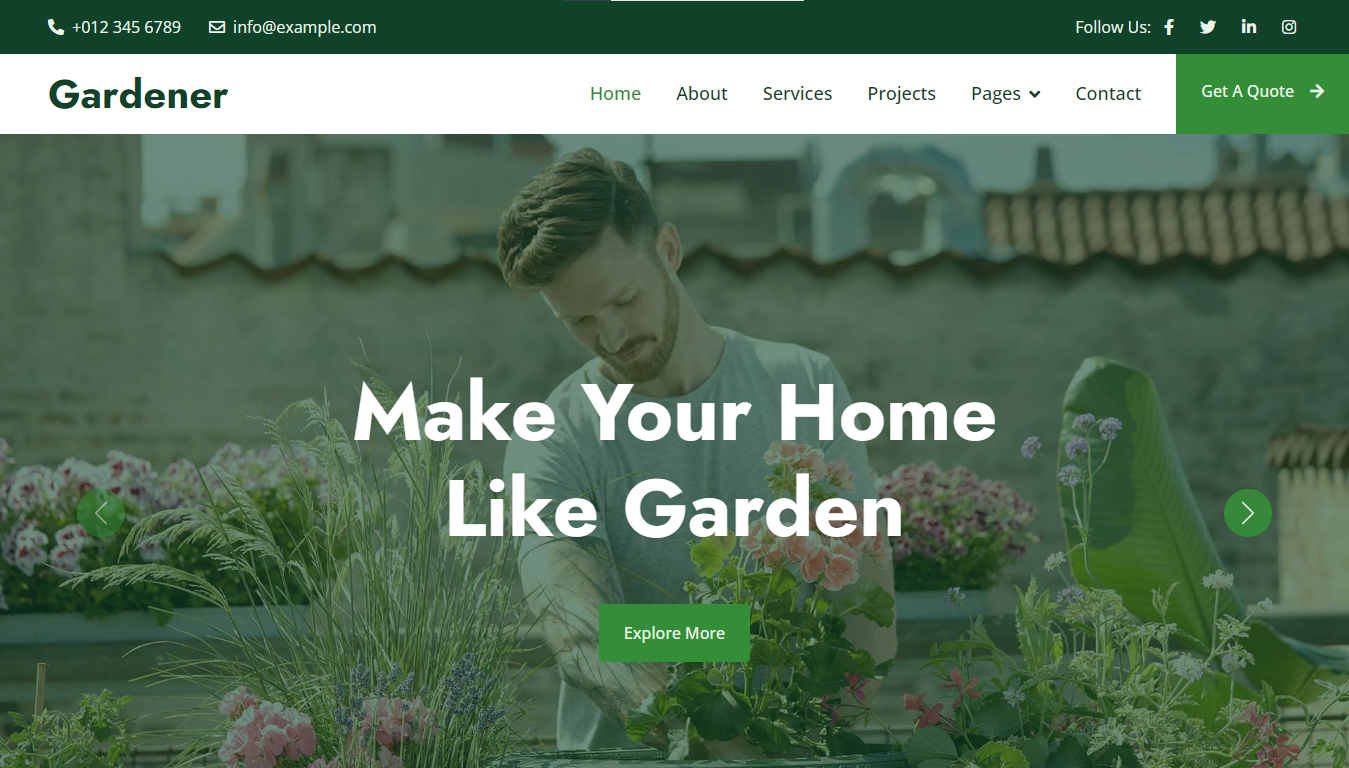 +012 345 6789 info@example.com Follow Us:
Gardener Home About Services Projects Pages Contact Get A Quote
Make Your Home
Like Garden
Explore More